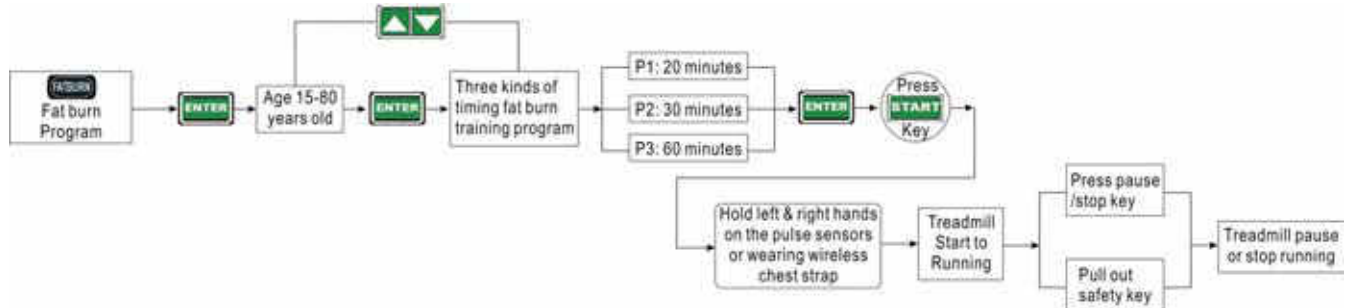 FATBURN
Fat burn
Program
ENTER
Age 15-80
years old
ENTER
Three kinds of
timing fat burn
training program
P1: 20 minutes
P2: 30 minutes
P3: 60 minutes
ENTER
Press
START
Key
Hold left & right hands
on the pulse sensors
or wearing wireless
chest strap
Treadmill
Start to
Running
Press pause
/stop key
Pull out
safety key
Treadmill pause
or stop running